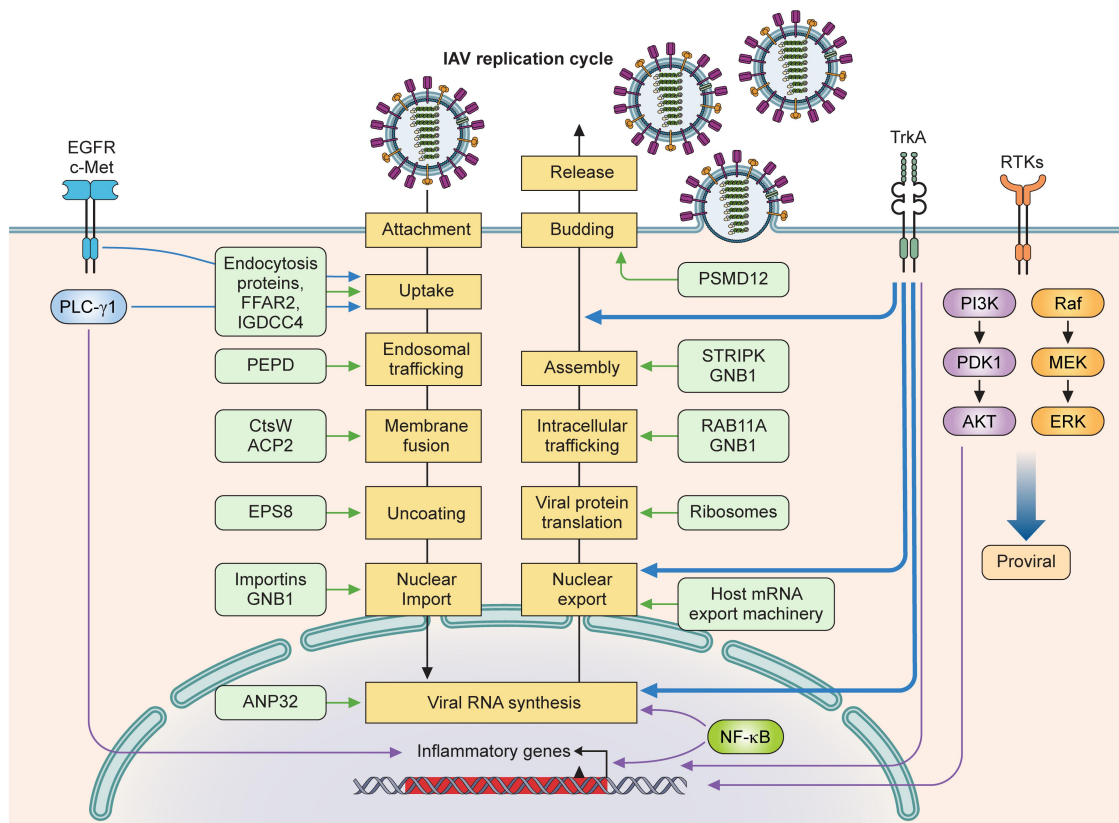 IAV replication cycle
EGFR
c-Met
TrkA
RTKs
Release
Attachment
Budding
Endocytosis
proteins,
FFAR2,
IGDCC4
Uptake
PSMD12
PLC-γ1
PI3K
Raf
PEPD
Endosomal
trafficking
Assembly
STRIPK
GNB1
PDK1
MEK
CtsW
ACP2
Membrane
fusion
Intracellular
trafficking
RAB11A
GNB1
AKT
ERK
EPS8
Uncoating
Viral protein
translation
Ribosomes
Proviral
Importins
GNB1
Nuclear
Import
Nuclear
export
Host mRNA
export machinery
ANP32
Viral RNA synthesis
NF-κB
Inflammatory genes